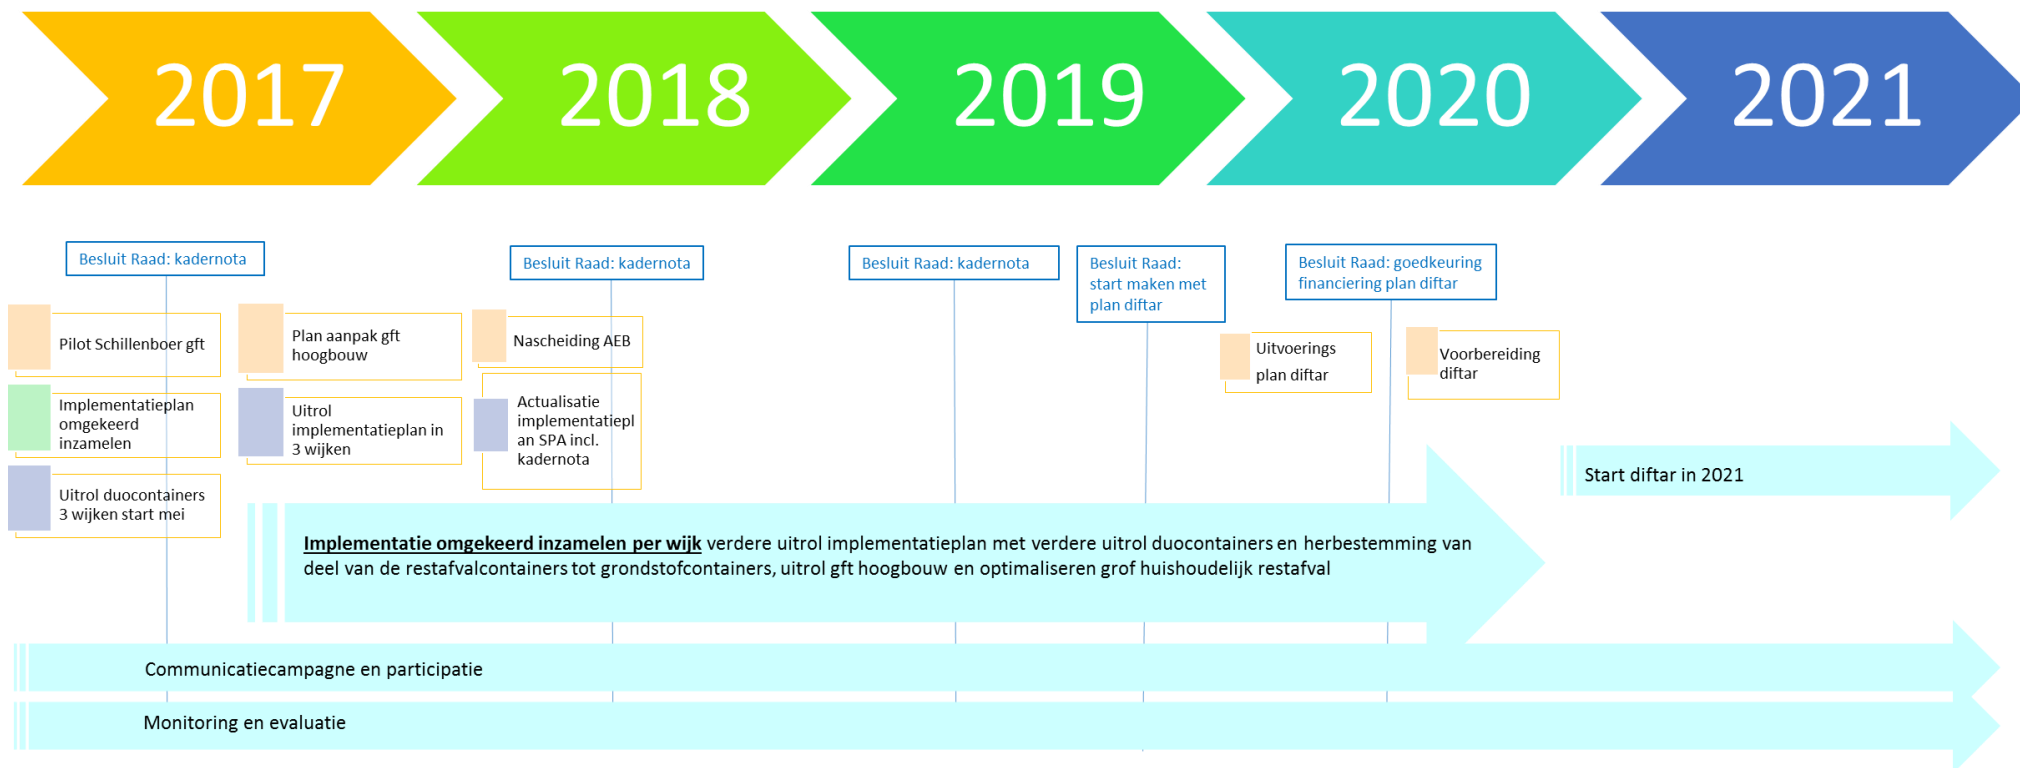 2017
2018
2019
2020
2021
Besluit Raad: kadernota
Besluit Raad: kadernota
Besluit Raad: kadernota
Besluit Raad:
start maken met
plan diftar
Besluit Raad: goedkeuring
financiering plan diftar
Pilot Schillenboer gft
Implementatieplan
omgekeerd
inzamelen
Uitrol duocontainers
3 wijken start mei
Plan aanpak gft
hoogbouw
Uitrol
implementatieplan in
3 wijken
Nascheiding AEB
Actualisatie
implementatiepl
an SPA incl.
kadernota
Uitvoerings
plan diftar
Voorbereiding
diftar
Start diftar in 2021
Implementatie omgekeerd inzamelen per wijk verdere uitrol implementatieplan met verdere uitrol duocontainers en herbestemming van
deel van de restafvalcontainers tot grondstofcontainers, uitrol gft hoogbouw en optimaliseren grof huishoudelijk restafval
Communicatiecampagne en participatie
Monitoring en evaluatie